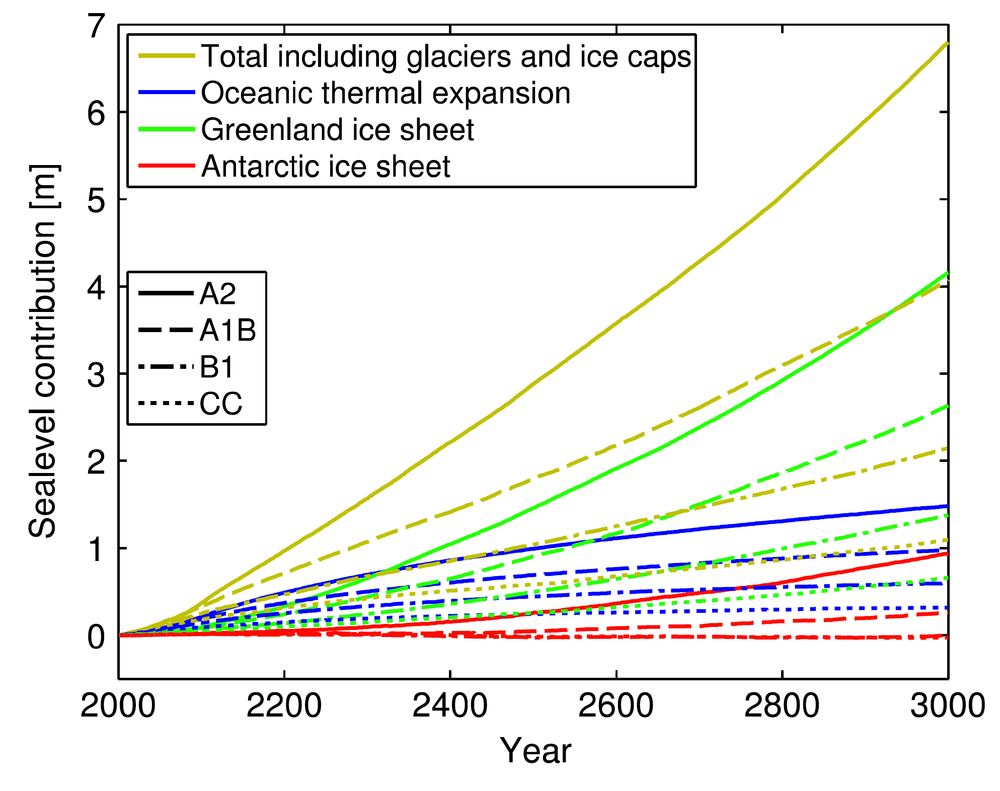 7
Total including glaciers and ice caps
Oceanic thermal expansion
6
Greenland ice sheet
Antarctic ice sheet
5
Sealevel contribution [m]
4
A2
A1B
3
B1
CC
2
1
0
2000 2200 2400 2600 2800 3000
Year